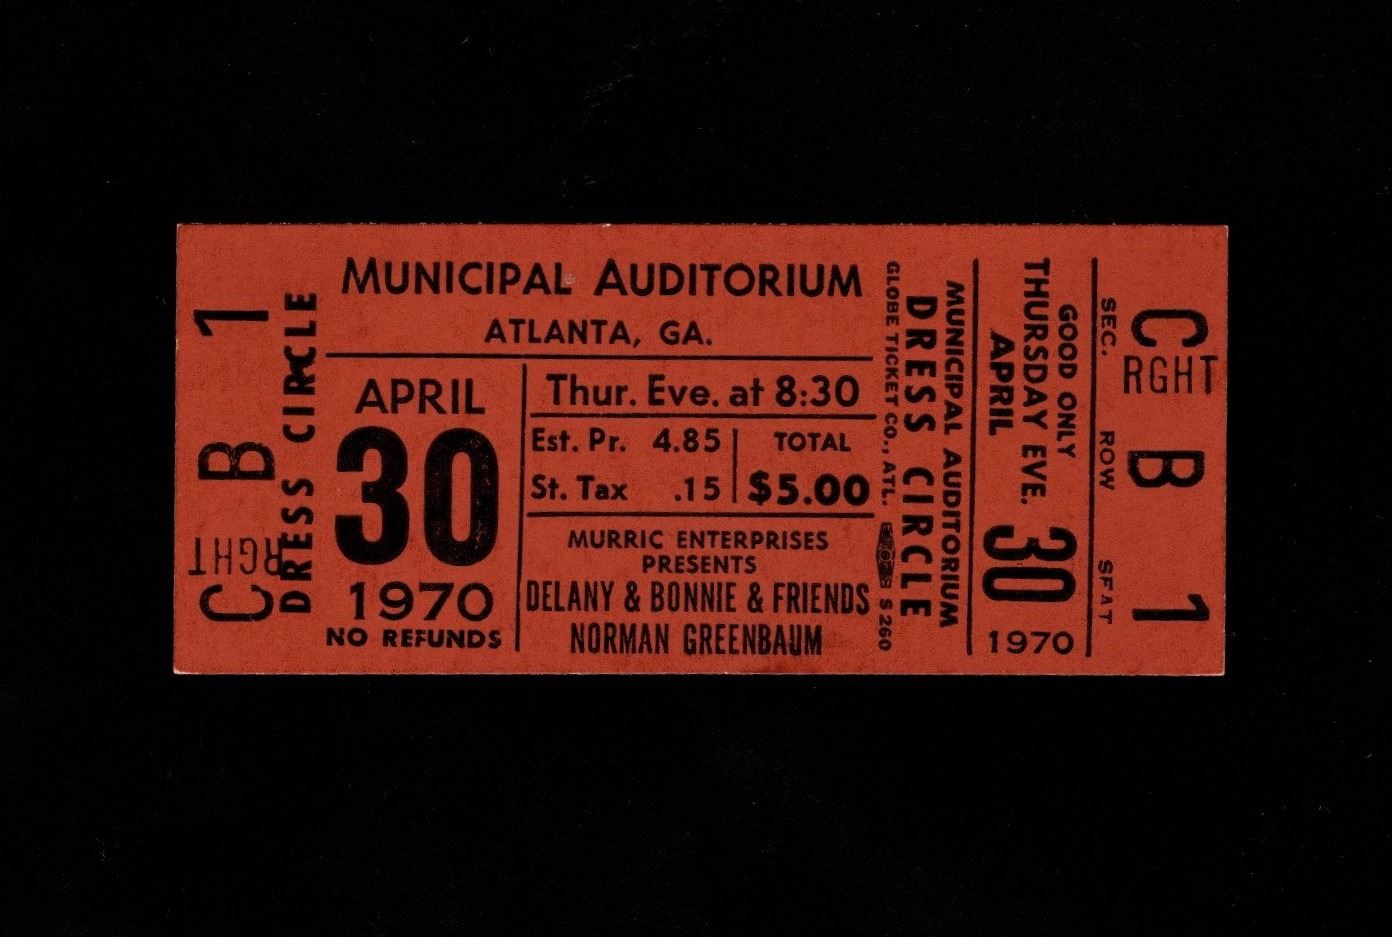 C B 1
RGHT
DRESS CIRCLE
MUNICIPAL AUDITORIUM
ATLANTA, GA.
APRIL
30
1970
NO REFUNDS
Thur. Eve. at 8:30
Est. Pr. 4.85
St. Tax .15
TOTAL
$5.00
MURRIC ENTERPRISES
PRESENTS
DELANY & BONNIE & FRIENDS
NORMAN GREENBAUM
MUNICIPAL AUDITORIUM
DRESS CIRCLE
GLOBE TICKET CO., ATL. S260
GOOD ONLY
THURSDAY EVE.
APRIL 30
1970
C B 1
RGHT
SEC. ROW SEAT